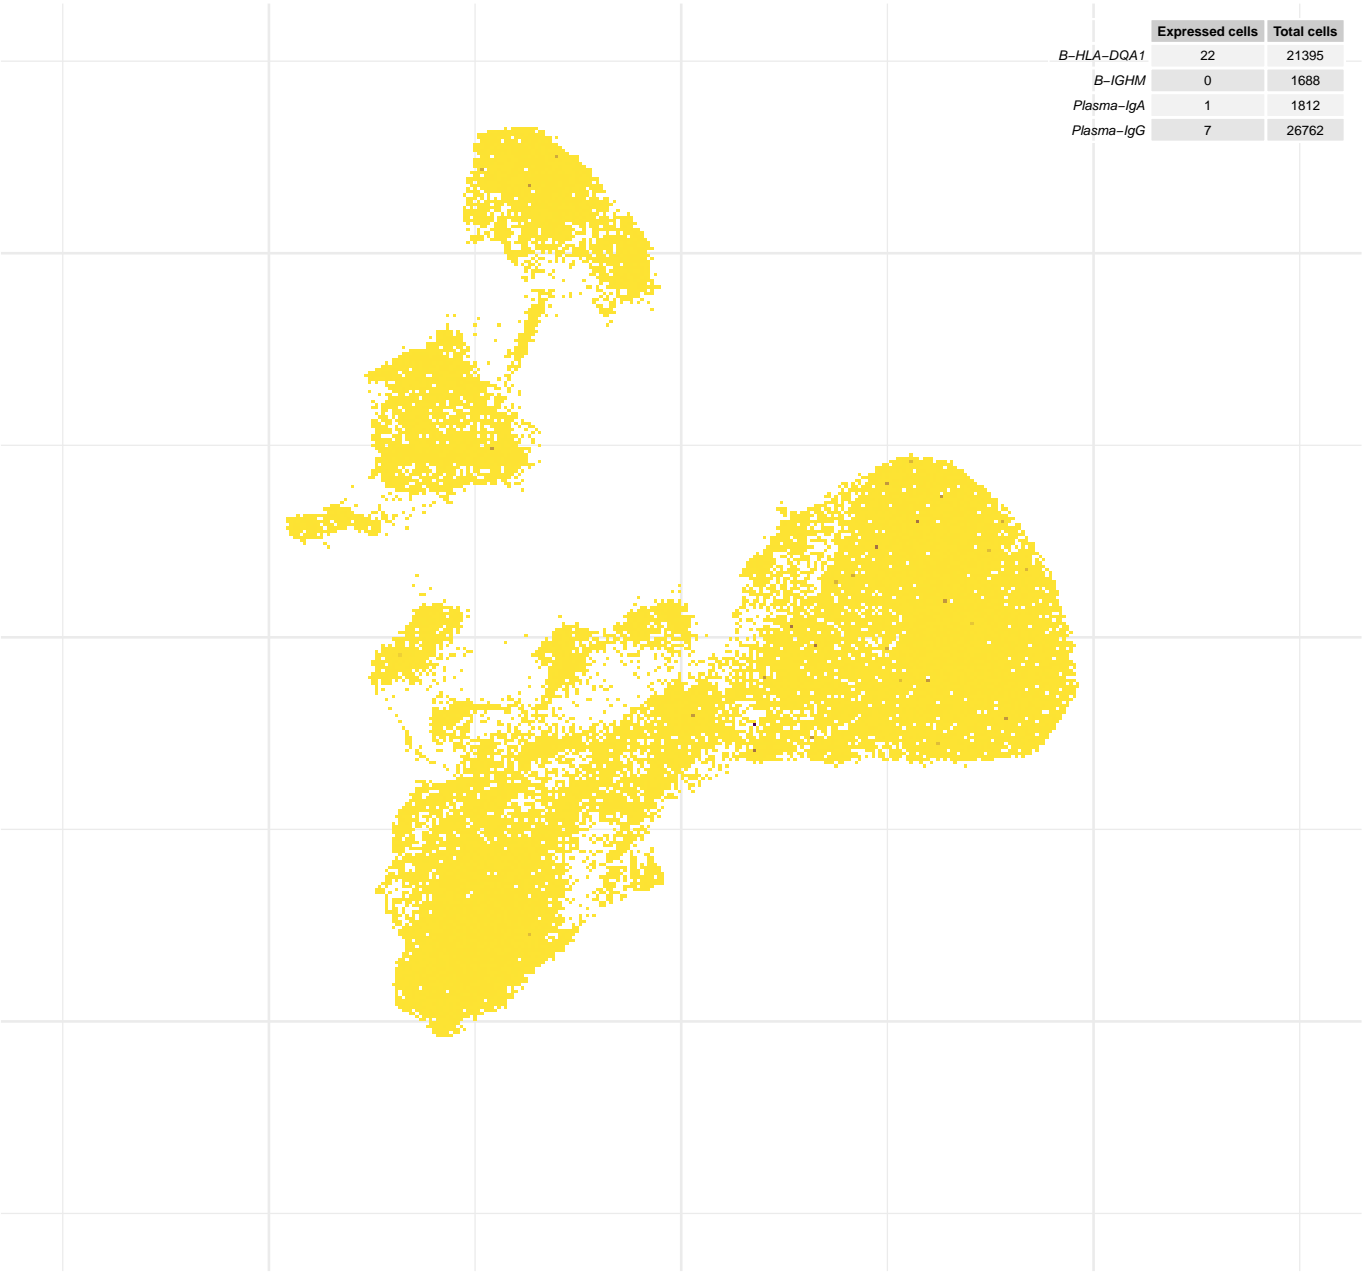 Expressed cells Total cells
B−HLA−DQA1 22 21395
B−IGHM 0 1688
Plasma−IgA 1 1812
Plasma−IgG 7 26762